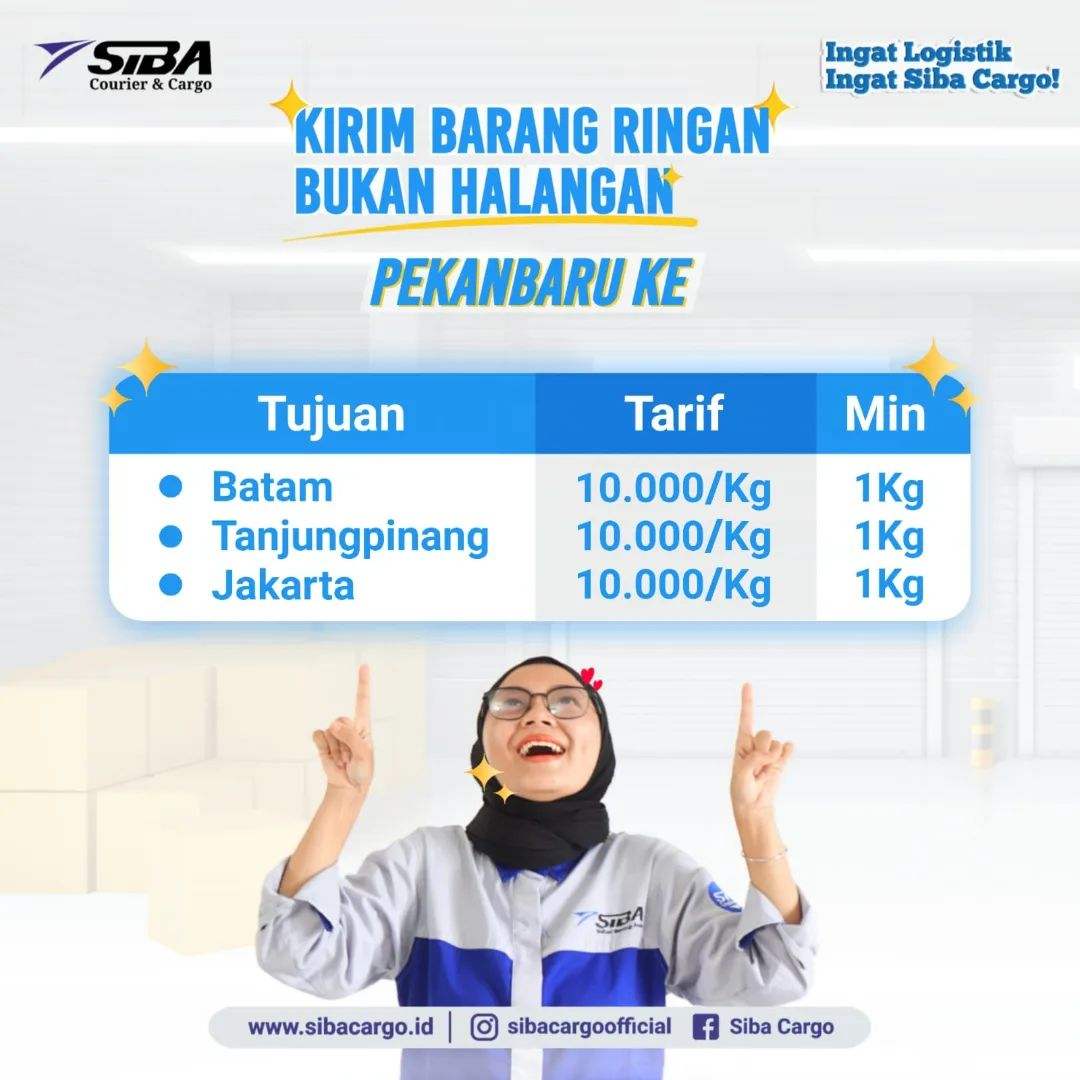 SIBA
Courier & Cargo
Ingat Logistik
Ingat Siba Cargo!
KIRIM BARANG RINGAN
BUKAN HALANGAN
PEKANBARU KE
Tujuan Tarif Min
Batam 10.000/Kg 1Kg
Tanjungpinang 10.000/Kg 1Kg
Jakarta 10.000/Kg 1Kg
SIBA
www.sibacargo.id | sibacargoofficial Siba Cargo